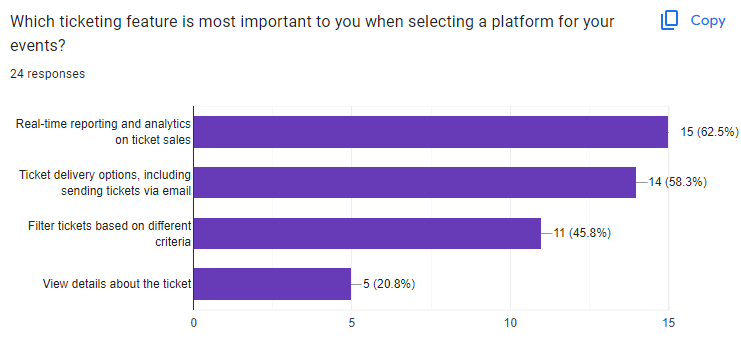 Which ticketing feature is most important to you when selecting a platform for your
events?
Copy
24 responses
Real-time reporting and analytics
on ticket sales
15 (62.5%)
Ticket delivery options, including
sending tickets via email
14 (58.3%)
Filter tickets based on different
criteria
11 (45.8%)
View details about the ticket
5 (20.8%)
0 5 10 15